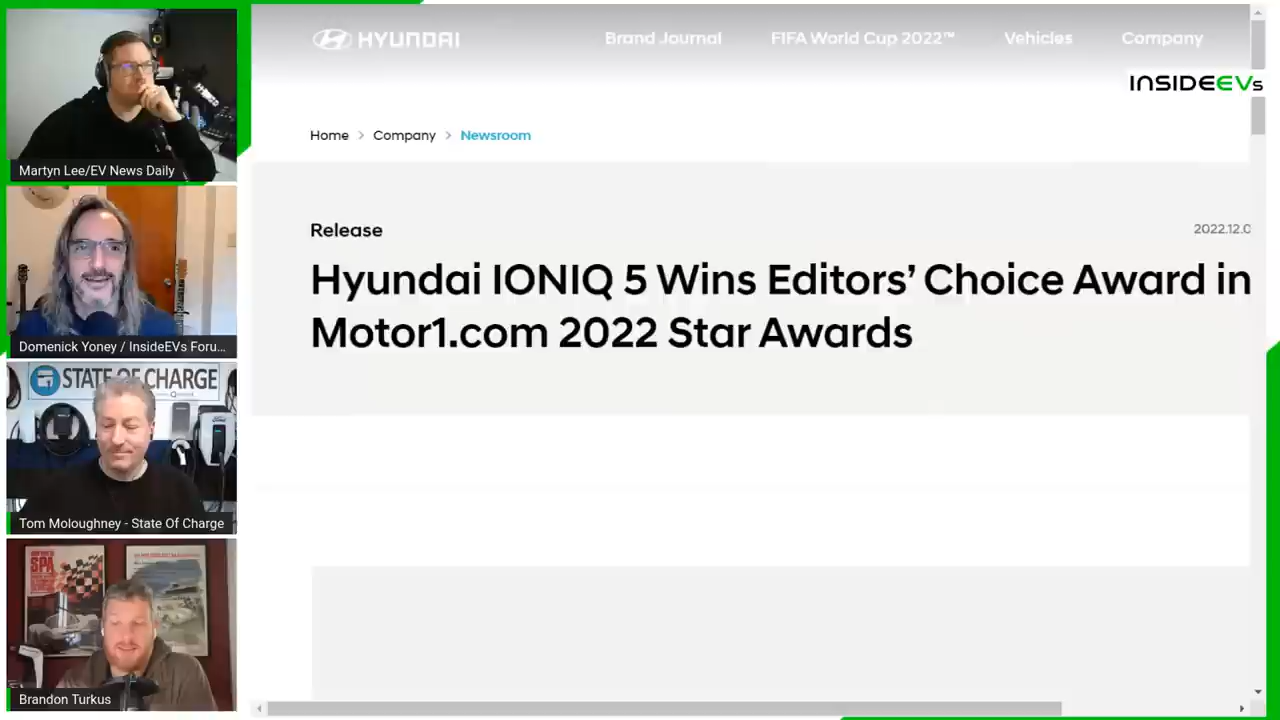 Martyn Lee/EV News Daily
Domenick Yoney / InsideEVs Foru...
STATE OF CHARGE
Tom Moloughney - State Of Charge
SPA
Brandon Turkus
HYUNDAI
Brand Journal
FIFA World Cup 2022™
Vehicles
Company
INSIDEEVs
Home > Company > Newsroom
Release
2022.12.0
Hyundai IONIQ 5 Wins Editors’ Choice Award in
Motor1.com 2022 Star Awards